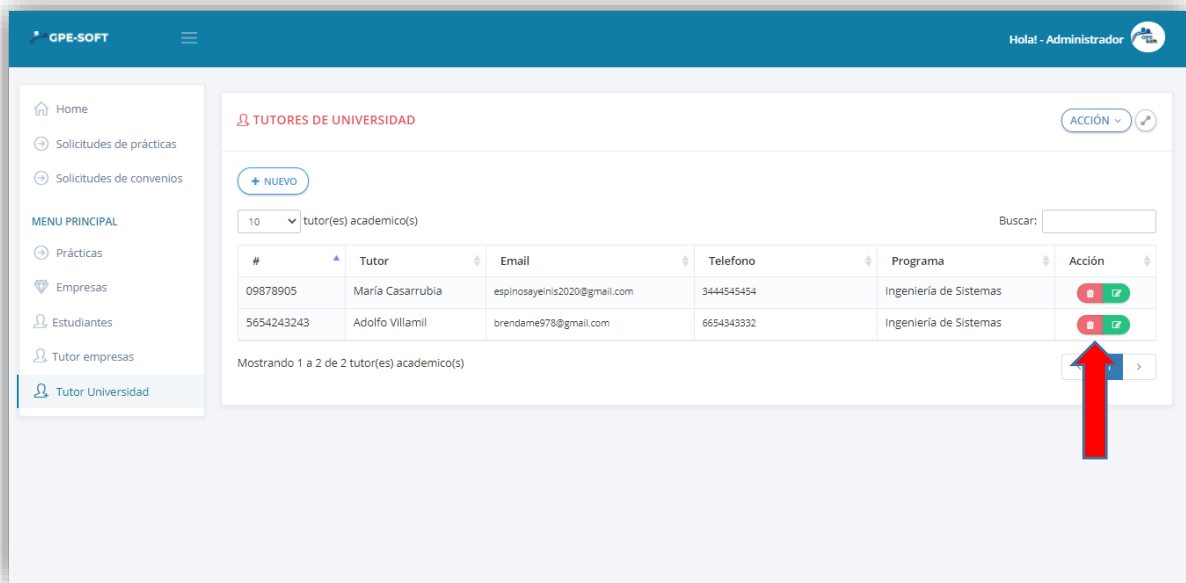 GPE-SOFT
Hola! - Administrador
GPE
Soft
Home
Solicitudes de prácticas
Solicitudes de convenios
MENU PRINCIPAL
Prácticas
Empresas
Estudiantes
Tutor empresas
Tutor Universidad
TUTORES DE UNIVERSIDAD
ACCIÓN
+ NUEVO
10 tutor(es) academico(s)
Buscar:
# Tutor Email Telefono Programa Acción
09878905 María Casarrubia espinosayeinis2020@gmail.com 3444545454 Ingeniería de Sistemas
5654243243 Adolfo Villamil brendame978@gmail.com 6654343332 Ingeniería de Sistemas
Mostrando 1 a 2 de 2 tutor(es) academico(s)